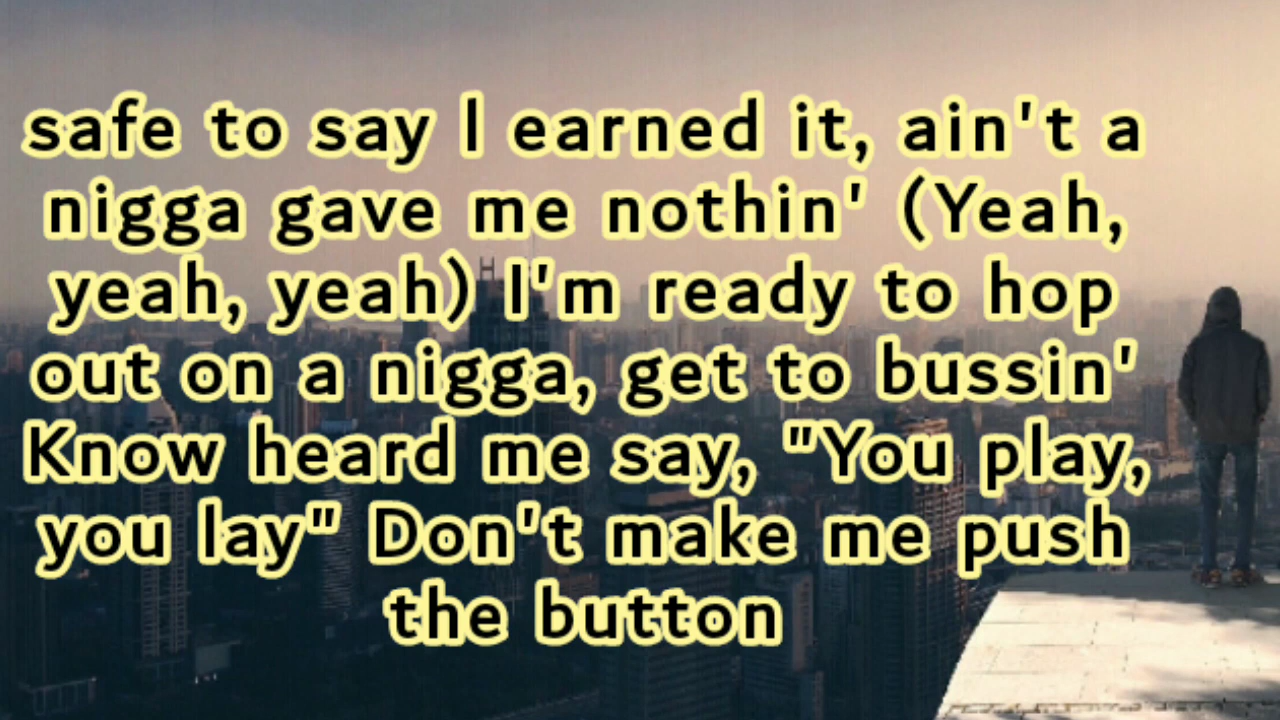 safe to say I earned it, ain't a
nigga gave me nothin' (Yeah,
yeah, yeah) I'm ready to hop
out on a nigga, get to bussin'
Know heard me say, "You play,
you lay" Don't make me push
the button